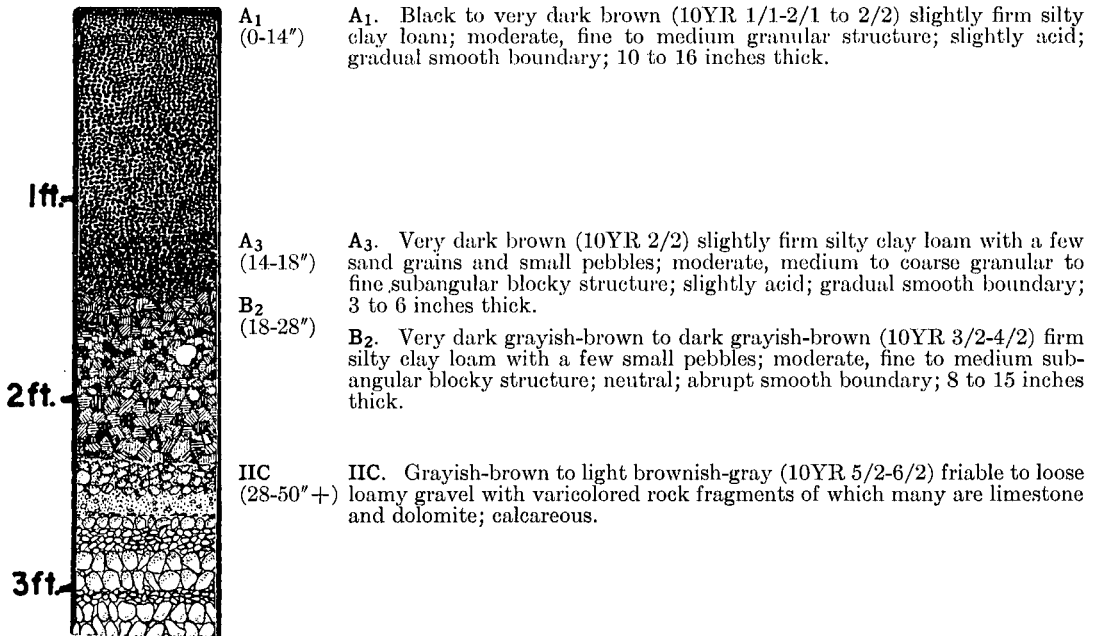 A1
(0-14″)
A1. Black to very dark brown (10YR 1/1-2/1 to 2/2) slightly firm silty
clay loam; moderate, fine to medium granular structure; slightly acid;
gradual smooth boundary; 10 to 16 inches thick.
1ft.
A3
(14-18″)
A3. Very dark brown (10YR 2/2) slightly firm silty clay loam with a few
sand grains and small pebbles; moderate, medium to coarse granular to
fine subangular blocky structure; slightly acid; gradual smooth boundary;
3 to 6 inches thick.
B2
(18-28″)
B2. Very dark grayish-brown to dark grayish-brown (10YR 3/2-4/2) firm
silty clay loam with a few small pebbles; moderate, fine to medium sub-
angular blocky structure; neutral; abrupt smooth boundary; 8 to 15 inches
thick.
2ft.
IIC
(28-50″+)
IIC. Grayish-brown to light brownish-gray (10YR 5/2-6/2) friable to loose
loamy gravel with varicolored rock fragments of which many are limestone
and dolomite; calcareous.
3ft.